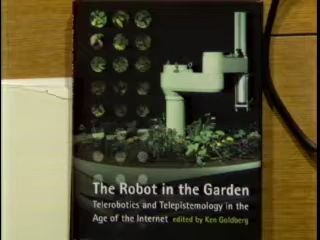 The Robot in the Garden
Telerobotics and Telepistemology in the
Age of the Internet edited by Ken Goldberg